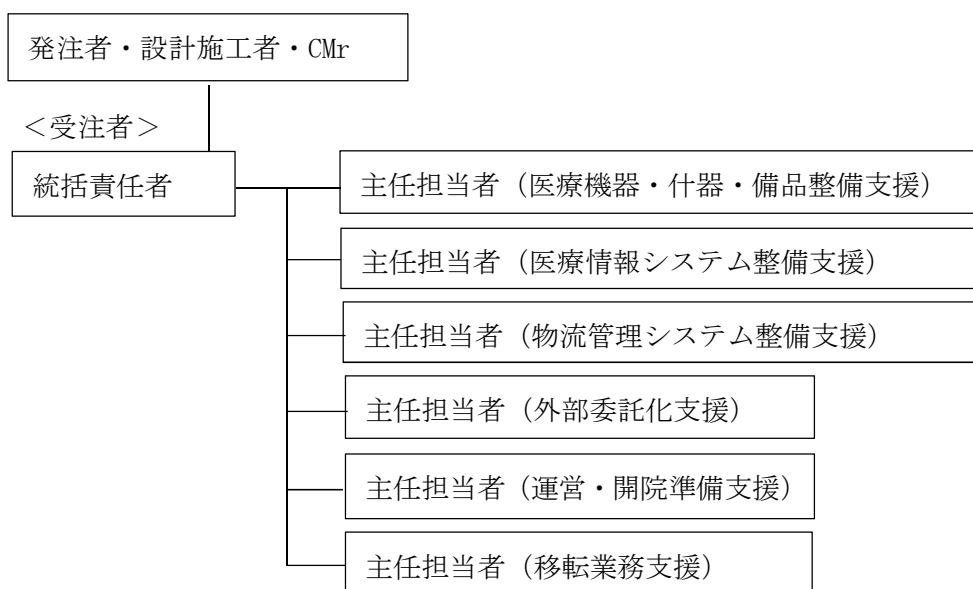 発注者・設計施工者・CMr
＜受注者＞
統括責任者
主任担当者（医療機器・什器・備品整備支援）
主任担当者（医療情報システム整備支援）
主任担当者（物流管理システム整備支援）
主任担当者（外部委託化支援）
主任担当者（運営・開院準備支援）
主任担当者（移転業務支援）